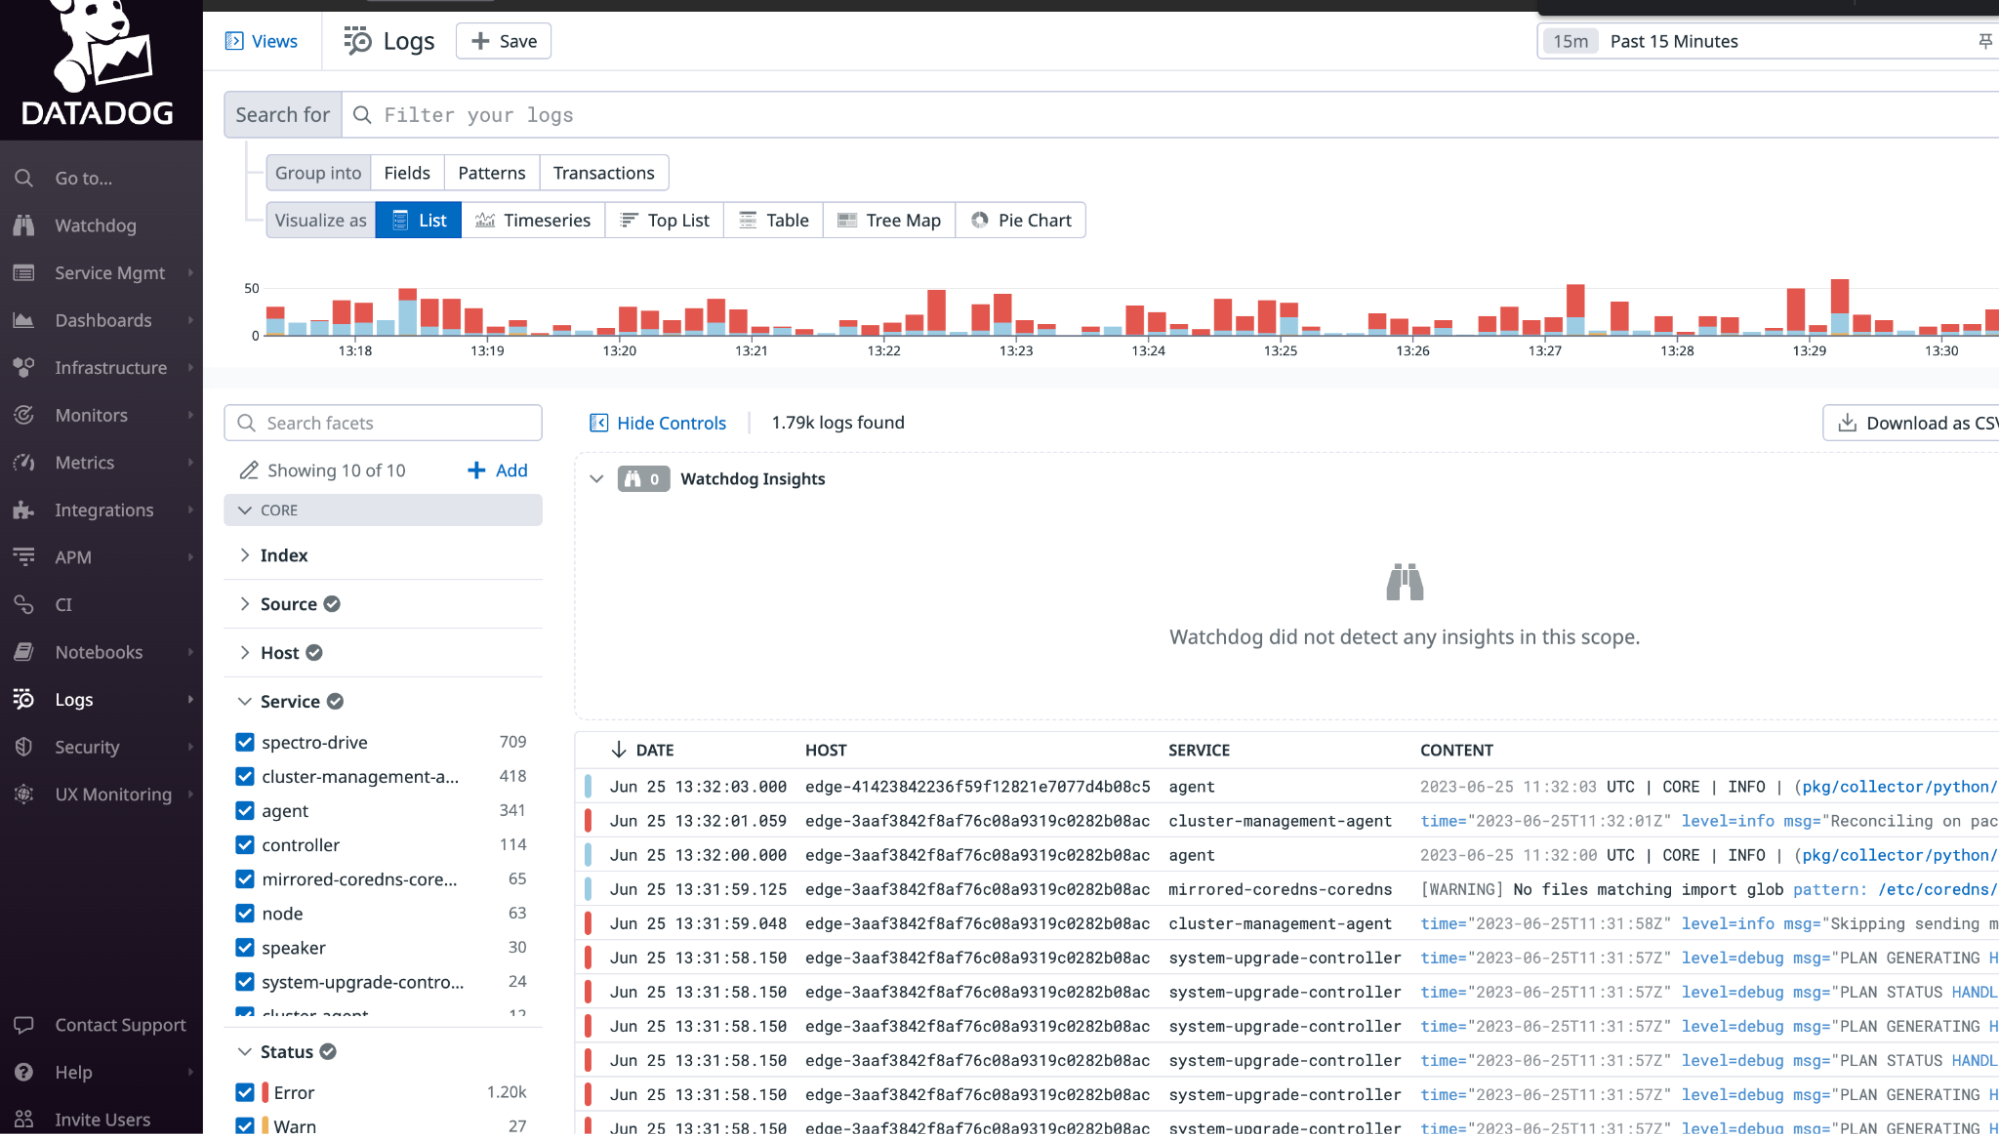 DATADOG
Go to...
Watchdog
Service Mgmt
Dashboards
Infrastructure
Monitors
Metrics
Integrations
APM
CI
Notebooks
Logs
Security
UX Monitoring
Contact Support
Help
Invite Users
Views
Logs
+ Save
15m Past 15 Minutes
Search for Filter your logs
Group into Fields Patterns Transactions
Visualize as List Timeseries Top List Table Tree Map Pie Chart
50
0
13:18 13:19 13:20 13:21 13:22 13:23 13:24 13:25 13:26 13:27 13:28 13:29 13:30
Search facets
Showing 10 of 10 + Add
CORE
Index
Source
Host
Service
spectro-drive 709
cluster-management-a... 418
agent 341
controller 114
mirrored-coredns-core... 65
node 63
speaker 30
system-upgrade-contro... 24
cluster-agent 12
Status
Error 1.20k
Warn 27
Hide Controls 1.79k logs found
Download as CSV
0 Watchdog Insights
Watchdog did not detect any insights in this scope.
DATE HOST SERVICE CONTENT
Jun 25 13:32:03.000 edge-41423842236f59f12821e7077d4b08c5 agent 2023-06-25 11:32:03 UTC | CORE | INFO | (pkg/collector/python/
Jun 25 13:32:01.059 edge-3aaf3842f8af76c08a9319c0282b08ac cluster-management-agent time="2023-06-25T11:32:01Z" level=info msg="Reconciling on pac
Jun 25 13:32:00.000 edge-3aaf3842f8af76c08a9319c0282b08ac agent 2023-06-25 11:32:00 UTC | CORE | INFO | (pkg/collector/python/
Jun 25 13:31:59.125 edge-3aaf3842f8af76c08a9319c0282b08ac mirrored-coredns-coredns [WARNING] No files matching import glob pattern: /etc/coredns/
Jun 25 13:31:59.048 edge-3aaf3842f8af76c08a9319c0282b08ac cluster-management-agent time="2023-06-25T11:31:58Z" level=info msg="Skipping sending m
Jun 25 13:31:58.150 edge-3aaf3842f8af76c08a9319c0282b08ac system-upgrade-controller time="2023-06-25T11:31:57Z" level=debug msg="PLAN GENERATING H
Jun 25 13:31:58.150 edge-3aaf3842f8af76c08a9319c0282b08ac system-upgrade-controller time="2023-06-25T11:31:57Z" level=debug msg="PLAN STATUS HANDL
Jun 25 13:31:58.150 edge-3aaf3842f8af76c08a9319c0282b08ac system-upgrade-controller time="2023-06-25T11:31:57Z" level=debug msg="PLAN GENERATING H
Jun 25 13:31:58.150 edge-3aaf3842f8af76c08a9319c0282b08ac system-upgrade-controller time="2023-06-25T11:31:57Z" level=debug msg="PLAN STATUS HANDL
Jun 25 13:31:58.150 edge-3aaf3842f8af76c08a9319c0282b08ac system-upgrade-controller time="2023-06-25T11:31:57Z" level=debug msg="PLAN GENERATING H
Jun 25 13:31:58.150 edge-3aaf3842f8af76c08a9319c0282b08ac system-upgrade-controller time="2023-06-25T11:31:57Z" level=debug msg="PLAN GENERATING H